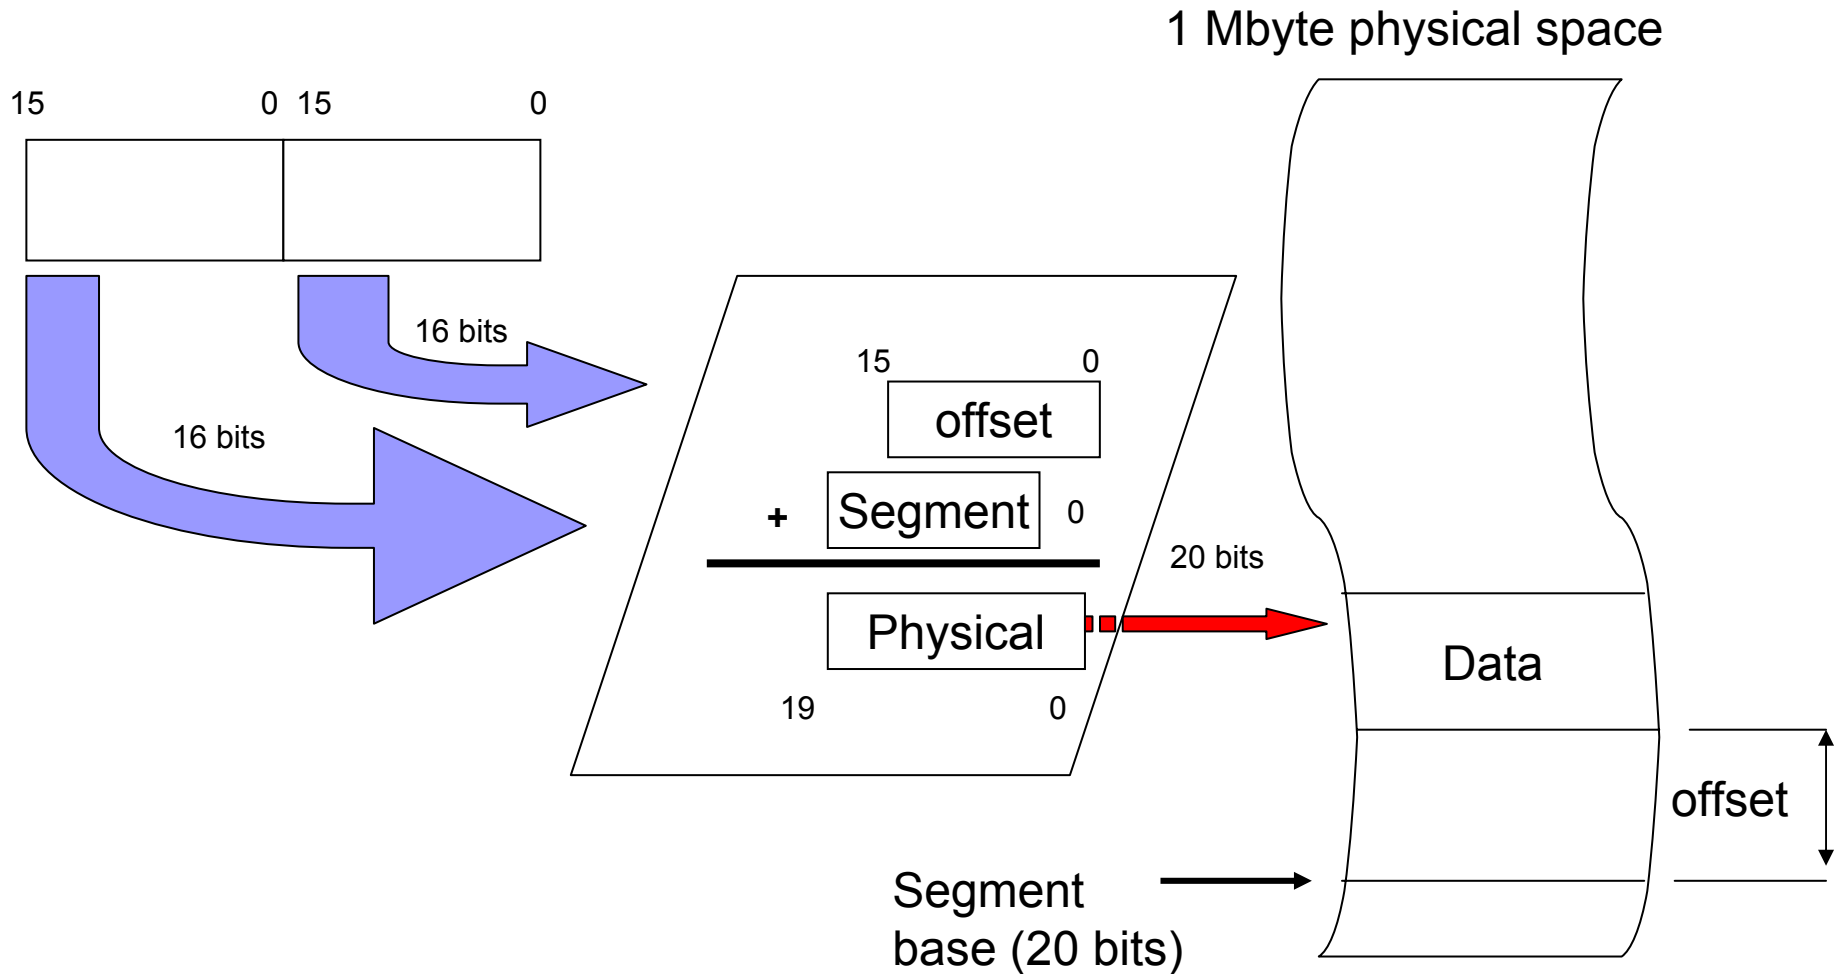 1 Mbyte physical space
15 0 15 0
16 bits
16 bits
15 0
offset
+ Segment 0
20 bits
Physical
19 0
Data
offset
Segment
base (20 bits)